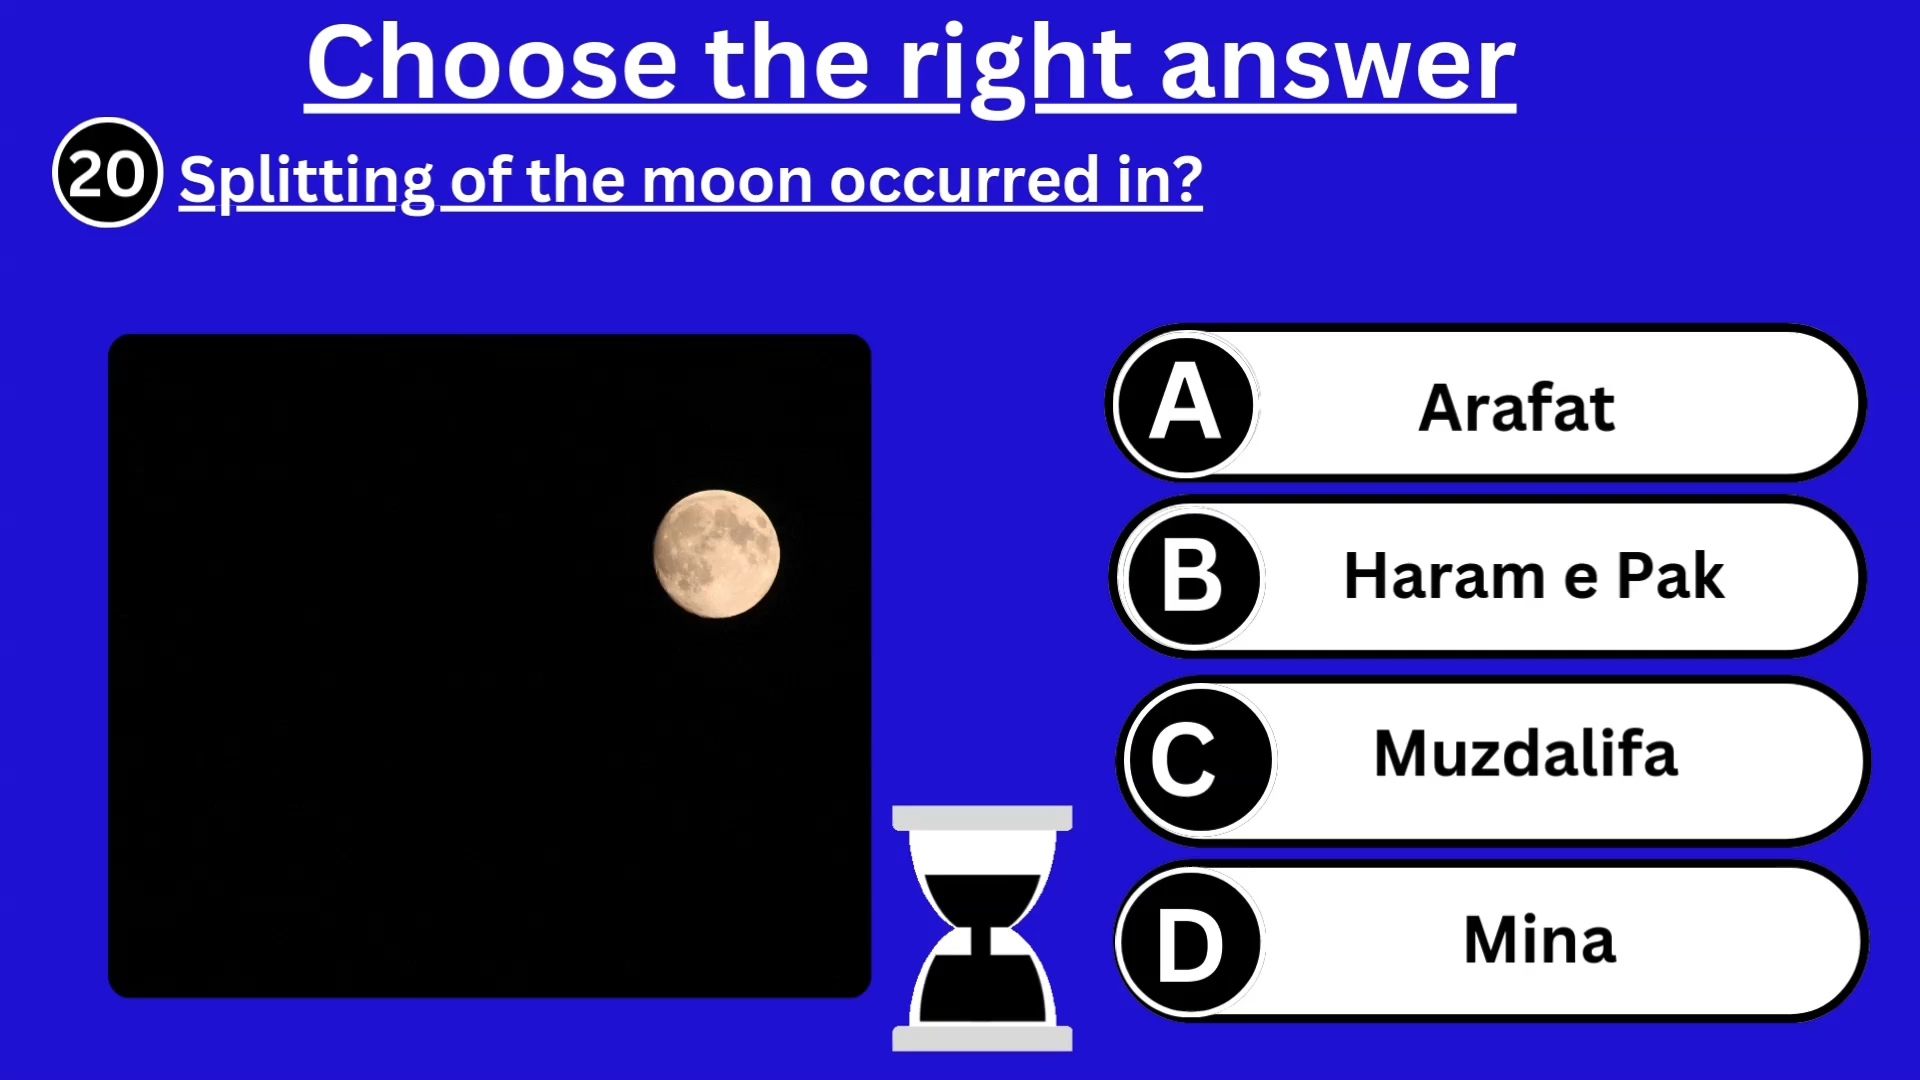 Choose the right answer
20 Splitting of the moon occurred in?
A Arafat
B Haram e Pak
C Muzdalifa
D Mina